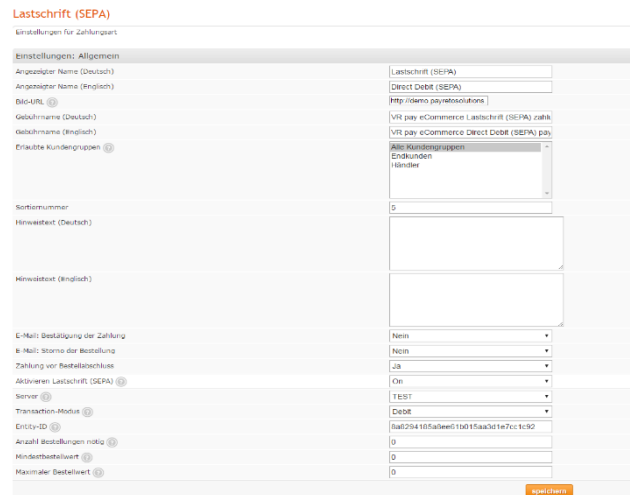 Lastschrift (SEPA)
Einstellungen für Zahlungsart
Einstellungen: Allgemein
Angezeigter Name (Deutsch) Lastschrift (SEPA)
Angezeigter Name (Englisch) Direct Debit (SEPA)
Bild-URL http://demo.payretosolutions
Gebührname (Deutsch) VR pay eCommerce Lastschrift (SEPA) zahlu
Gebührname (Englisch) VR pay eCommerce Direct Debit (SEPA) pay
Erlaubte Kundengruppen Alle Kundengruppen
Endkunden
Händler
Sortiernummer 5
Hinweistext (Deutsch)
Hinweistext (Englisch)
E-Mail: Bestätigung der Zahlung Nein
E-Mail: Storno der Bestellung Nein
Zahlung vor Bestellabschluss Ja
Aktivieren Lastschrift (SEPA) On
Server TEST
Transaction-Modus Debit
Entity-ID
Anzahl Bestellungen nötig 0
Mindestbestellwert 0
Maximaler Bestellwert 0
speichern